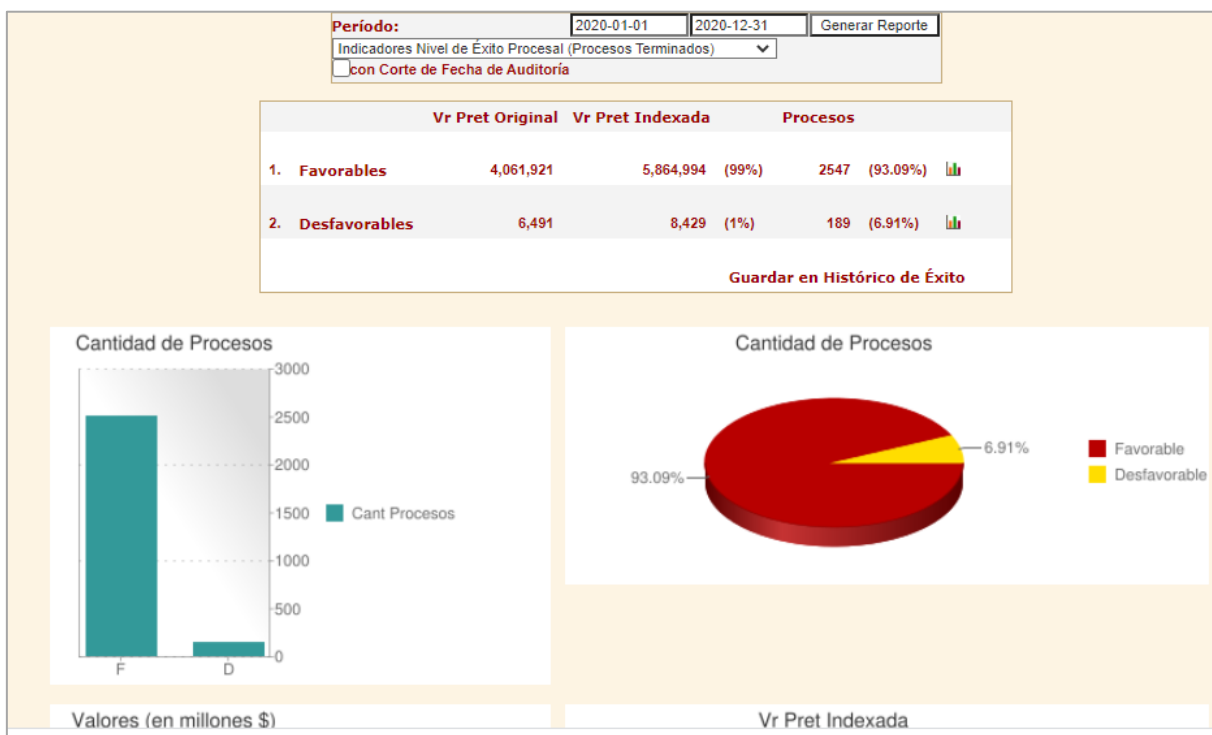 Período: 2020-01-01 2020-12-31 Generar Reporte
Indicadores Nivel de Éxito Procesal (Procesos Terminados)
con Corte de Fecha de Auditoría
Vr Pret Original Vr Pret Indexada Procesos
1. Favorables 4,061,921 5,864,994 (99%) 2547 (93.09%)
2. Desfavorables 6,491 8,429 (1%) 189 (6.91%)
Guardar en Histórico de Éxito
Cantidad de Procesos
3000
2500
2000
1500
1000
500
0
F D
Cant Procesos
Cantidad de Procesos
93.09%
6.91%
Favorable
Desfavorable
Valores (en millones $)
Vr Pret Indexada